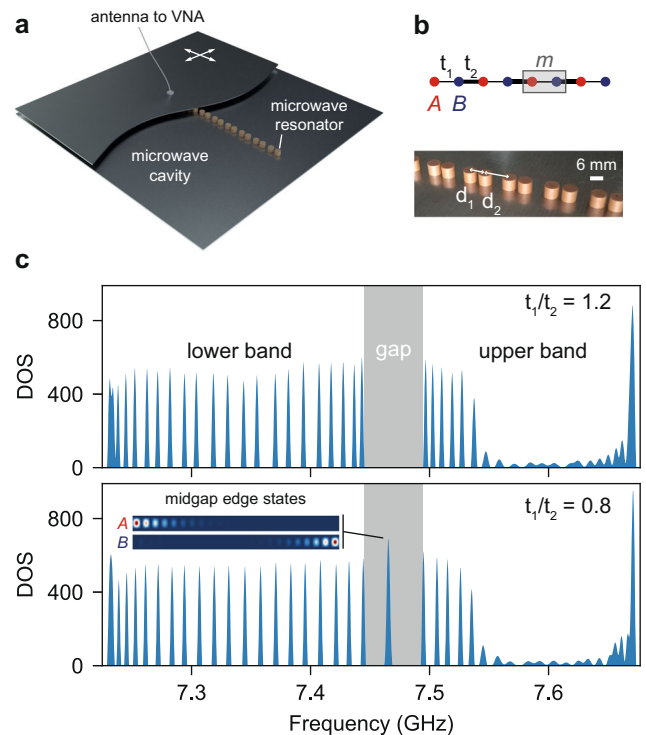 a
antenna to VNA
microwave
resonator
microwave
cavity
b
t1 t2 m
A B
6 mm
d1 d2
c
t1/t2 = 1.2
800
lower band gap upper band
DOS
400
0
midgap edge states
t1/t2 = 0.8
A
B
800
DOS
400
0
7.3 7.4 7.5 7.6
Frequency (GHz)